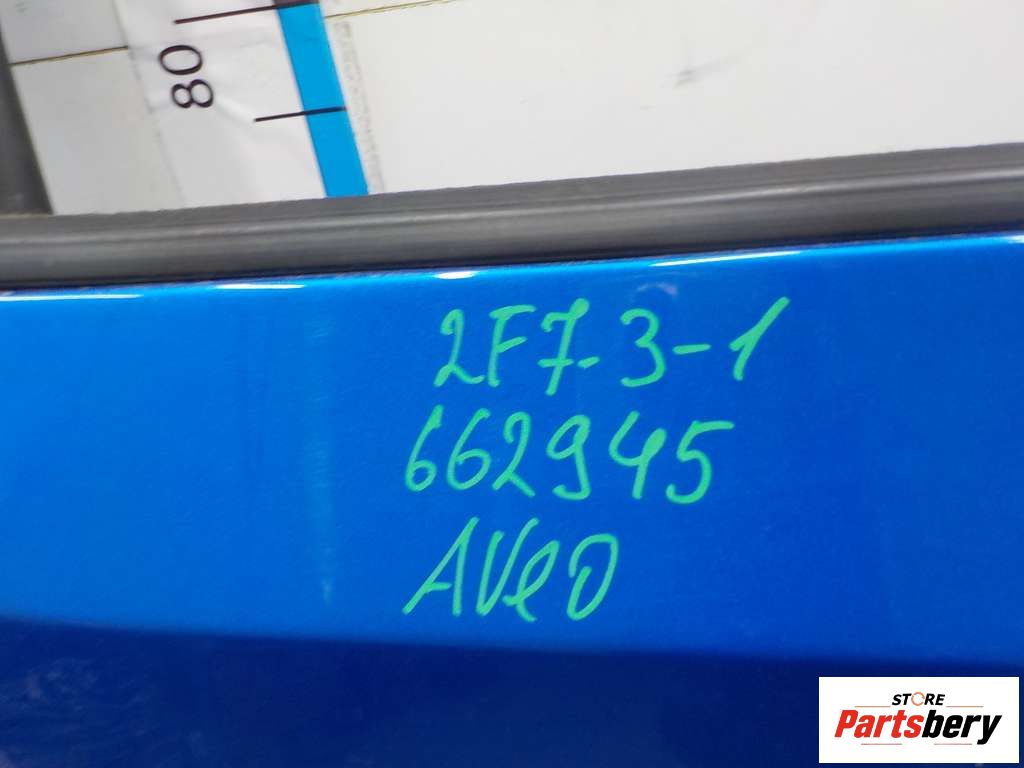 80
2F7-3-1
662945
AVeO
STORE
Partsbery